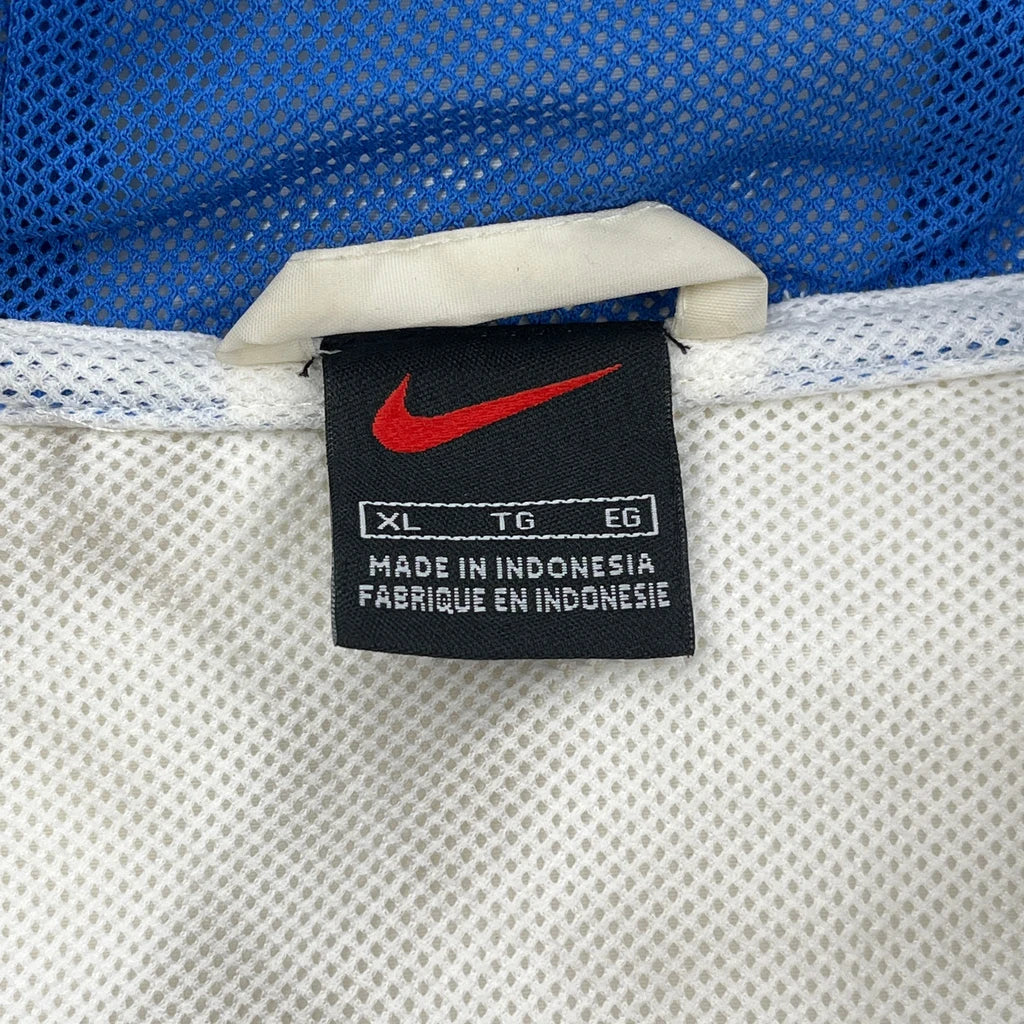 XL TG EG
MADE IN INDONESIA
FABRIQUE EN INDONESIE